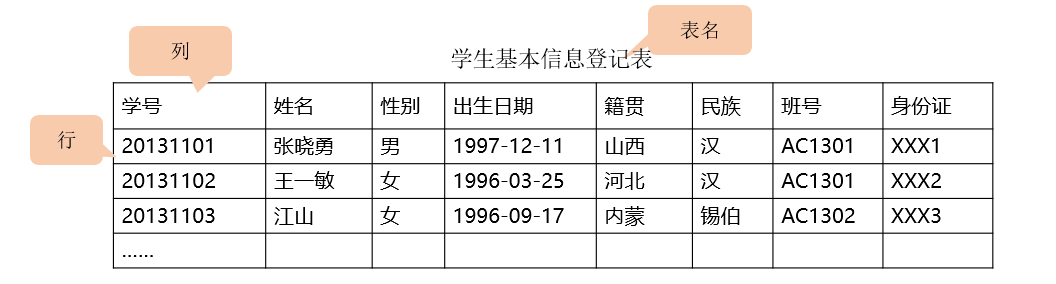 表名
列
学生基本信息登记表
学号 姓名 性别 出生日期 籍贯 民族 班号 身份证
行
20131101 张晓勇 男 1997-12-11 山西 汉 AC1301 XXX1
20131102 王一敏 女 1996-03-25 河北 汉 AC1301 XXX2
20131103 江山 女 1996-09-17 内蒙 锡伯 AC1302 XXX3
……